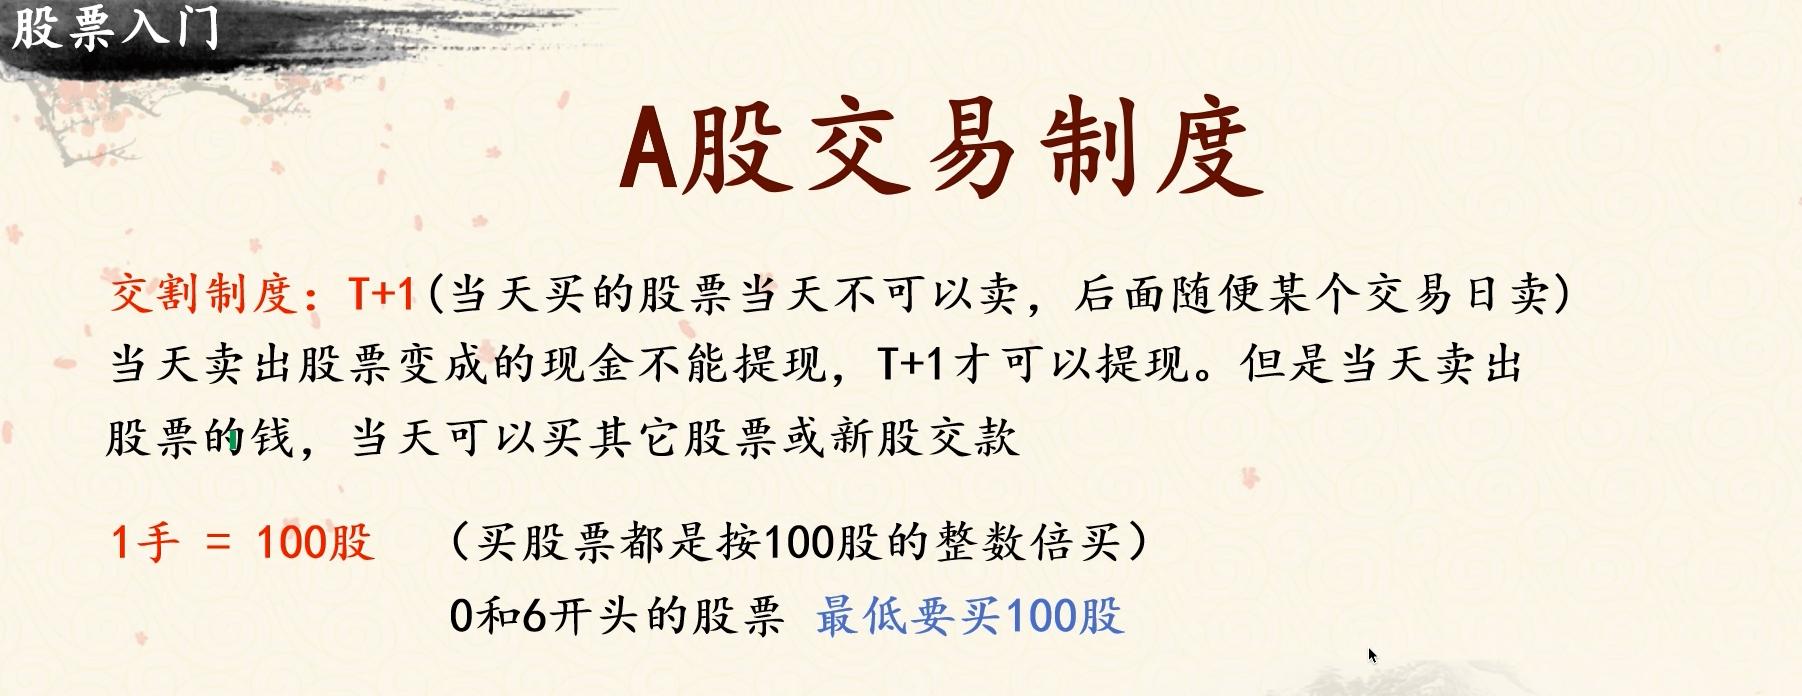 股票入门
A股交易制度
交割制度：T+1(当天买的股票当天不可以卖，后面随便某个交易日卖)
当天卖出股票变成的现金不能提现，T+1才可以提现。但是当天卖出
股票的钱，当天可以买其它股票或新股交款
1手 = 100股 （买股票都是按100股的整数倍买）
0和6开头的股票 最低要买100股